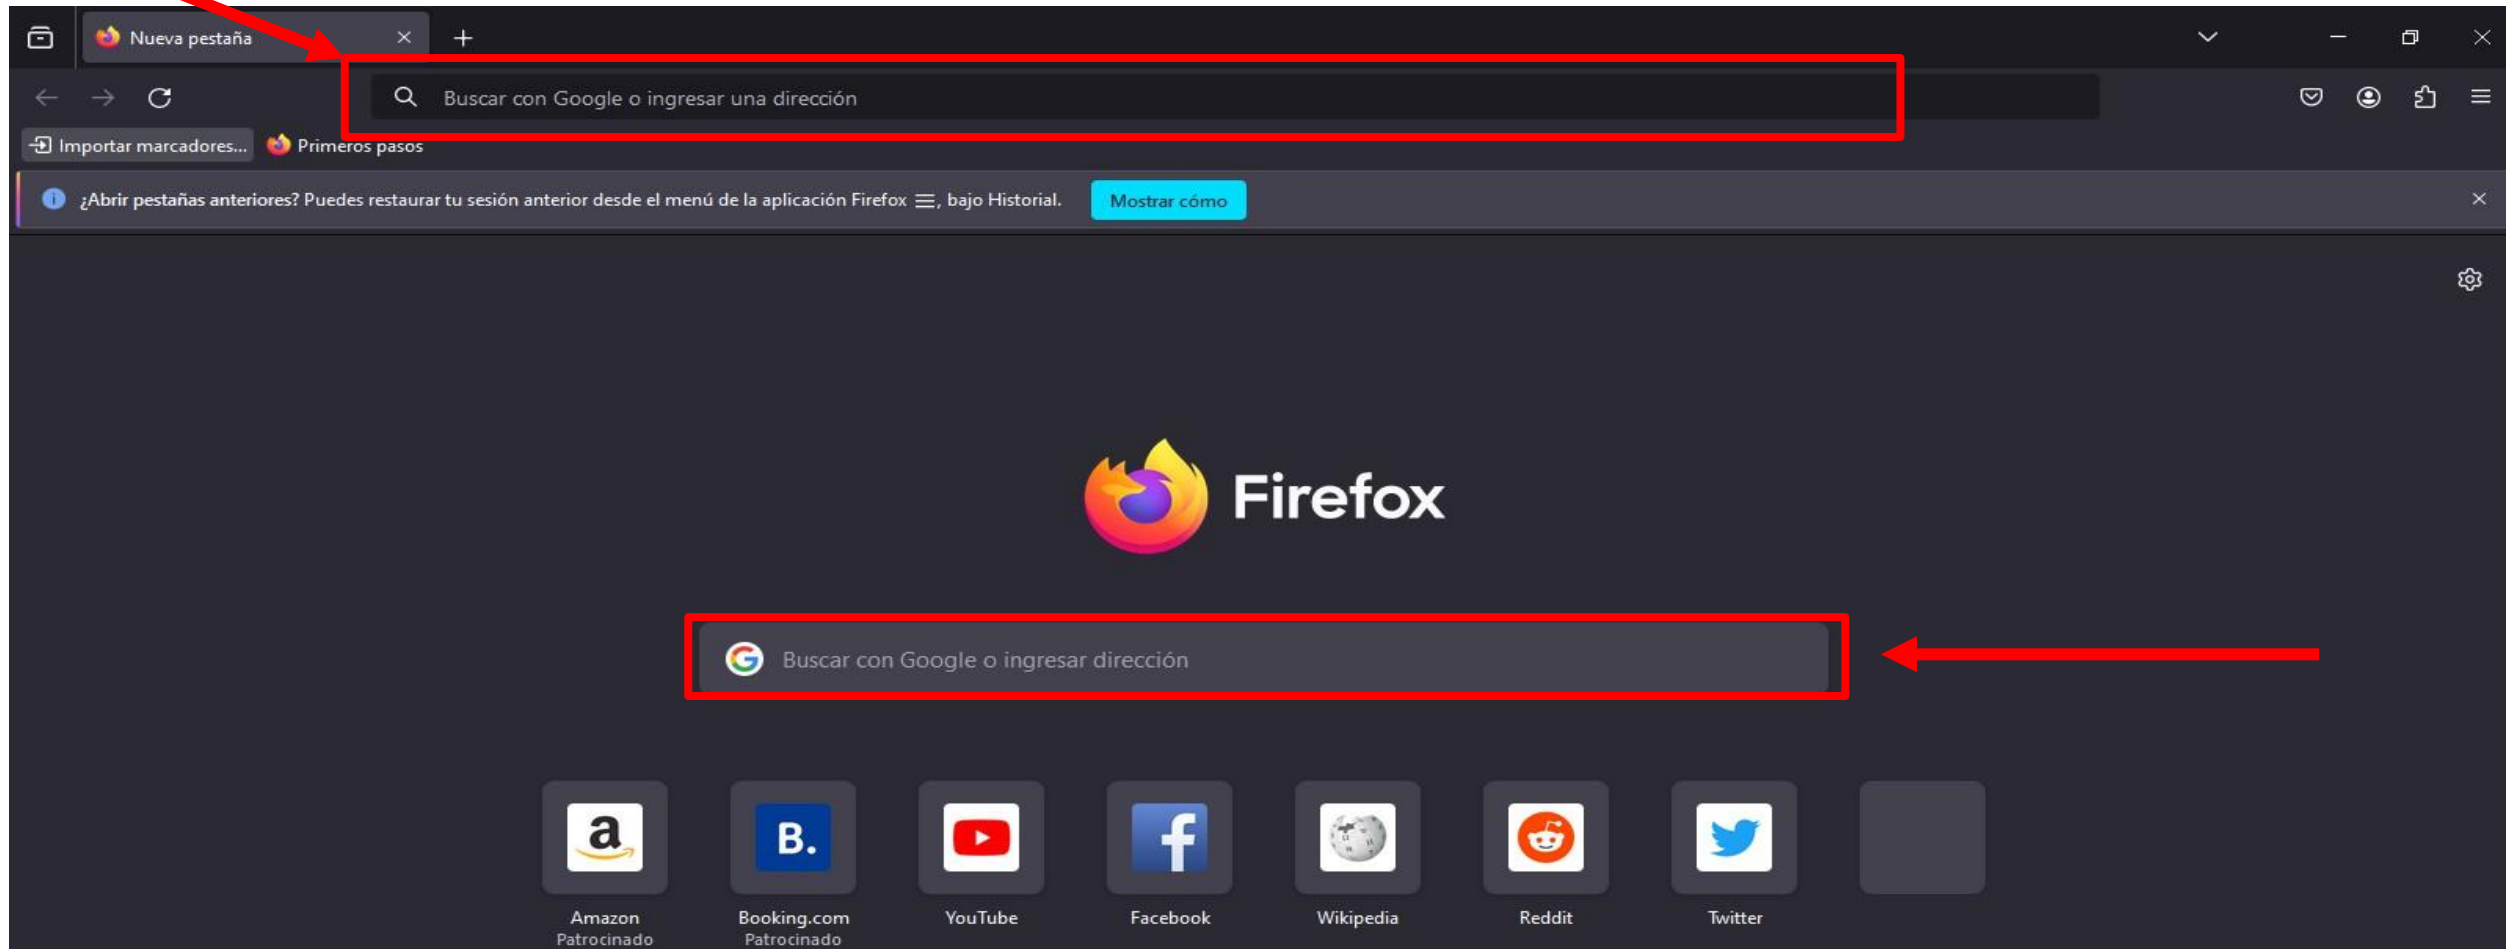 Nueva pestaña
Buscar con Google o ingresar una dirección
Importar marcadores... Primeros pasos
¿Abrir pestañas anteriores? Puedes restaurar tu sesión anterior desde el menú de la aplicación Firefox ☰, bajo Historial. Mostrar cómo
Firefox
G Buscar con Google o ingresar dirección
a B. f
Amazon Booking.com YouTube Facebook Wikipedia Reddit Twitter
Patrocinado Patrocinado